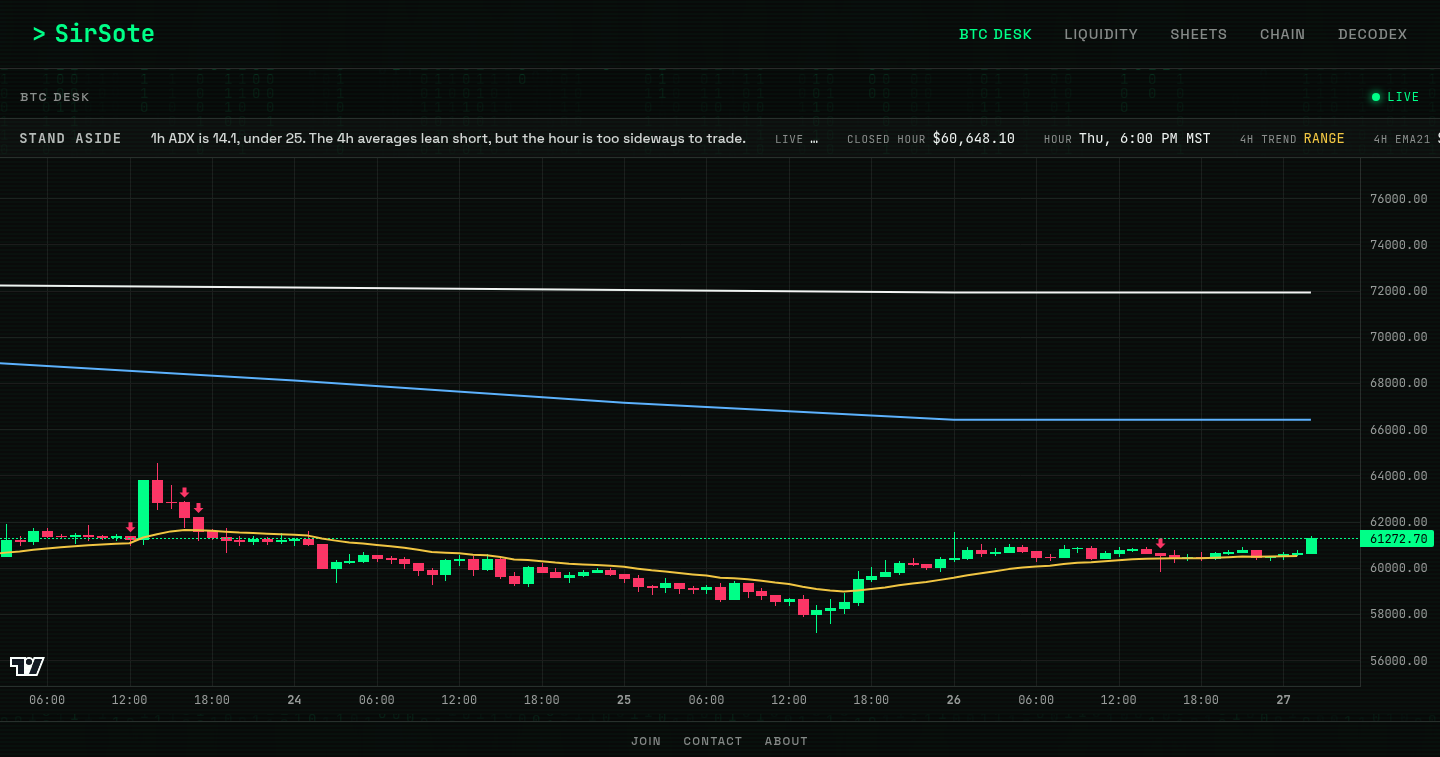 > SirSote
BTC DESK LIQUIDITY SHEETS CHAIN DECODEX
BTC DESK
LIVE
STAND ASIDE 1h ADX is 14.1, under 25. The 4h averages lean short, but the hour is too sideways to trade. LIVE … CLOSED HOUR $60,648.10 HOUR Thu, 6:00 PM MST 4H TREND RANGE 4H EMA21
76000.00
74000.00
72000.00
70000.00
68000.00
66000.00
64000.00
62000.00
61272.70
60000.00
58000.00
56000.00
06:00 12:00 18:00 24 06:00 12:00 18:00 25 06:00 12:00 18:00 26 06:00 12:00 18:00 27
JOIN CONTACT ABOUT